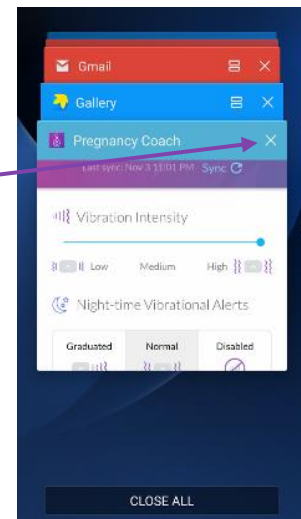 Gmail
Gallery
Pregnancy Coach
Last sync: Nov 3 11:01 PM Sync
Vibration Intensity
Low Medium High
Night-time Vibrational Alerts
Graduated Normal Disabled
CLOSE ALL